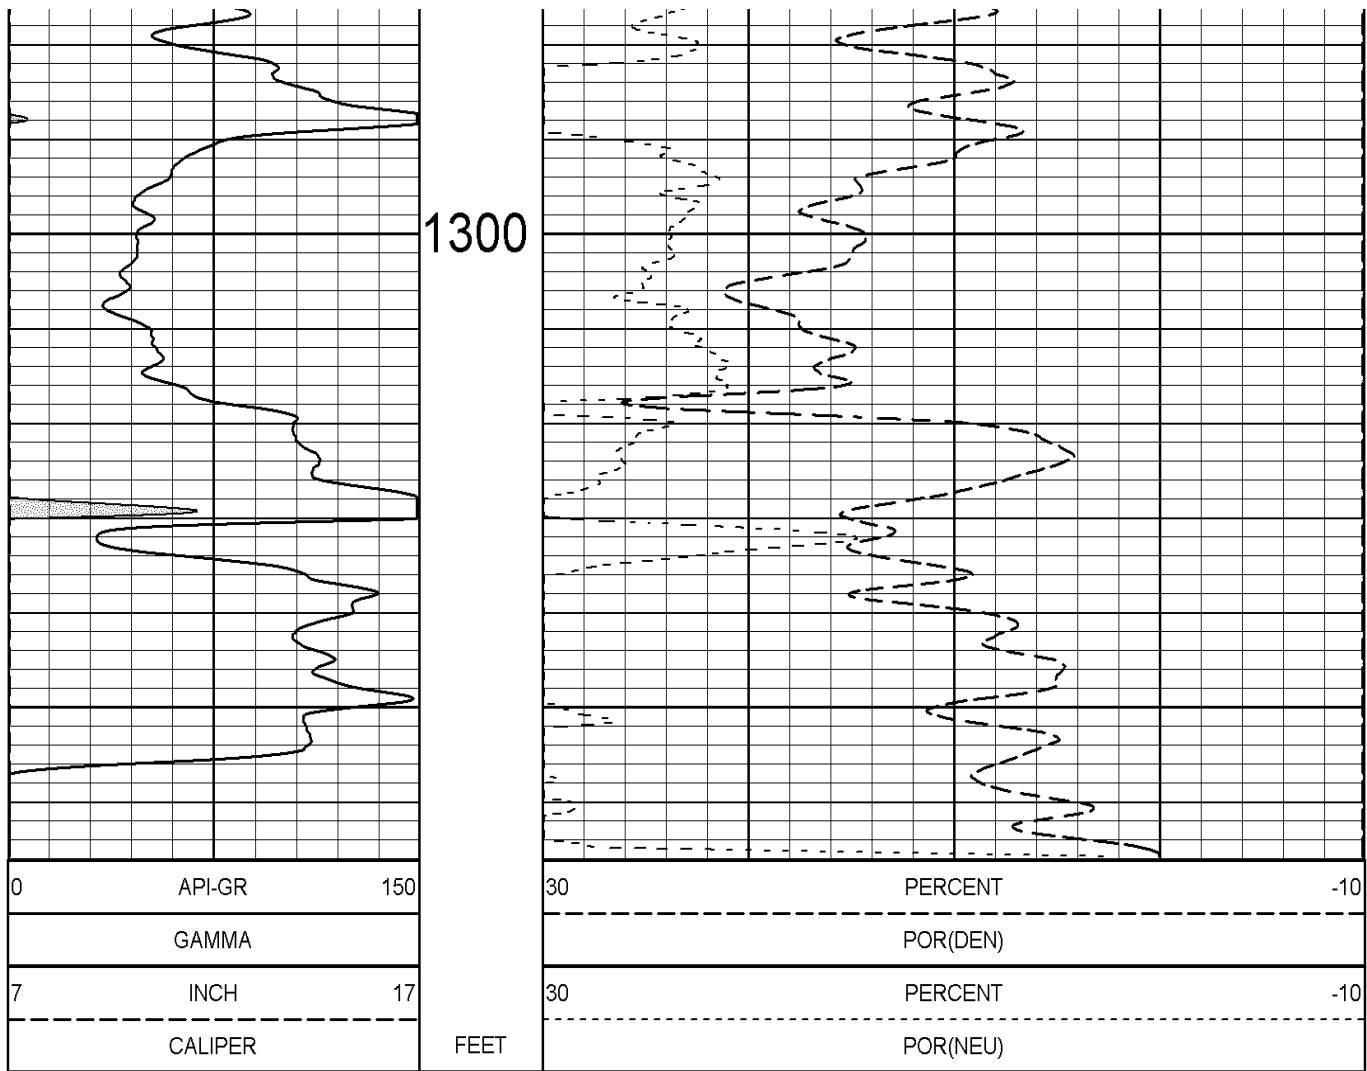 1300
0 API-GR 150 30 PERCENT -10
GAMMA POR(DEN)
7 INCH 17 30 PERCENT -10
CALIPER FEET POR(NEU)